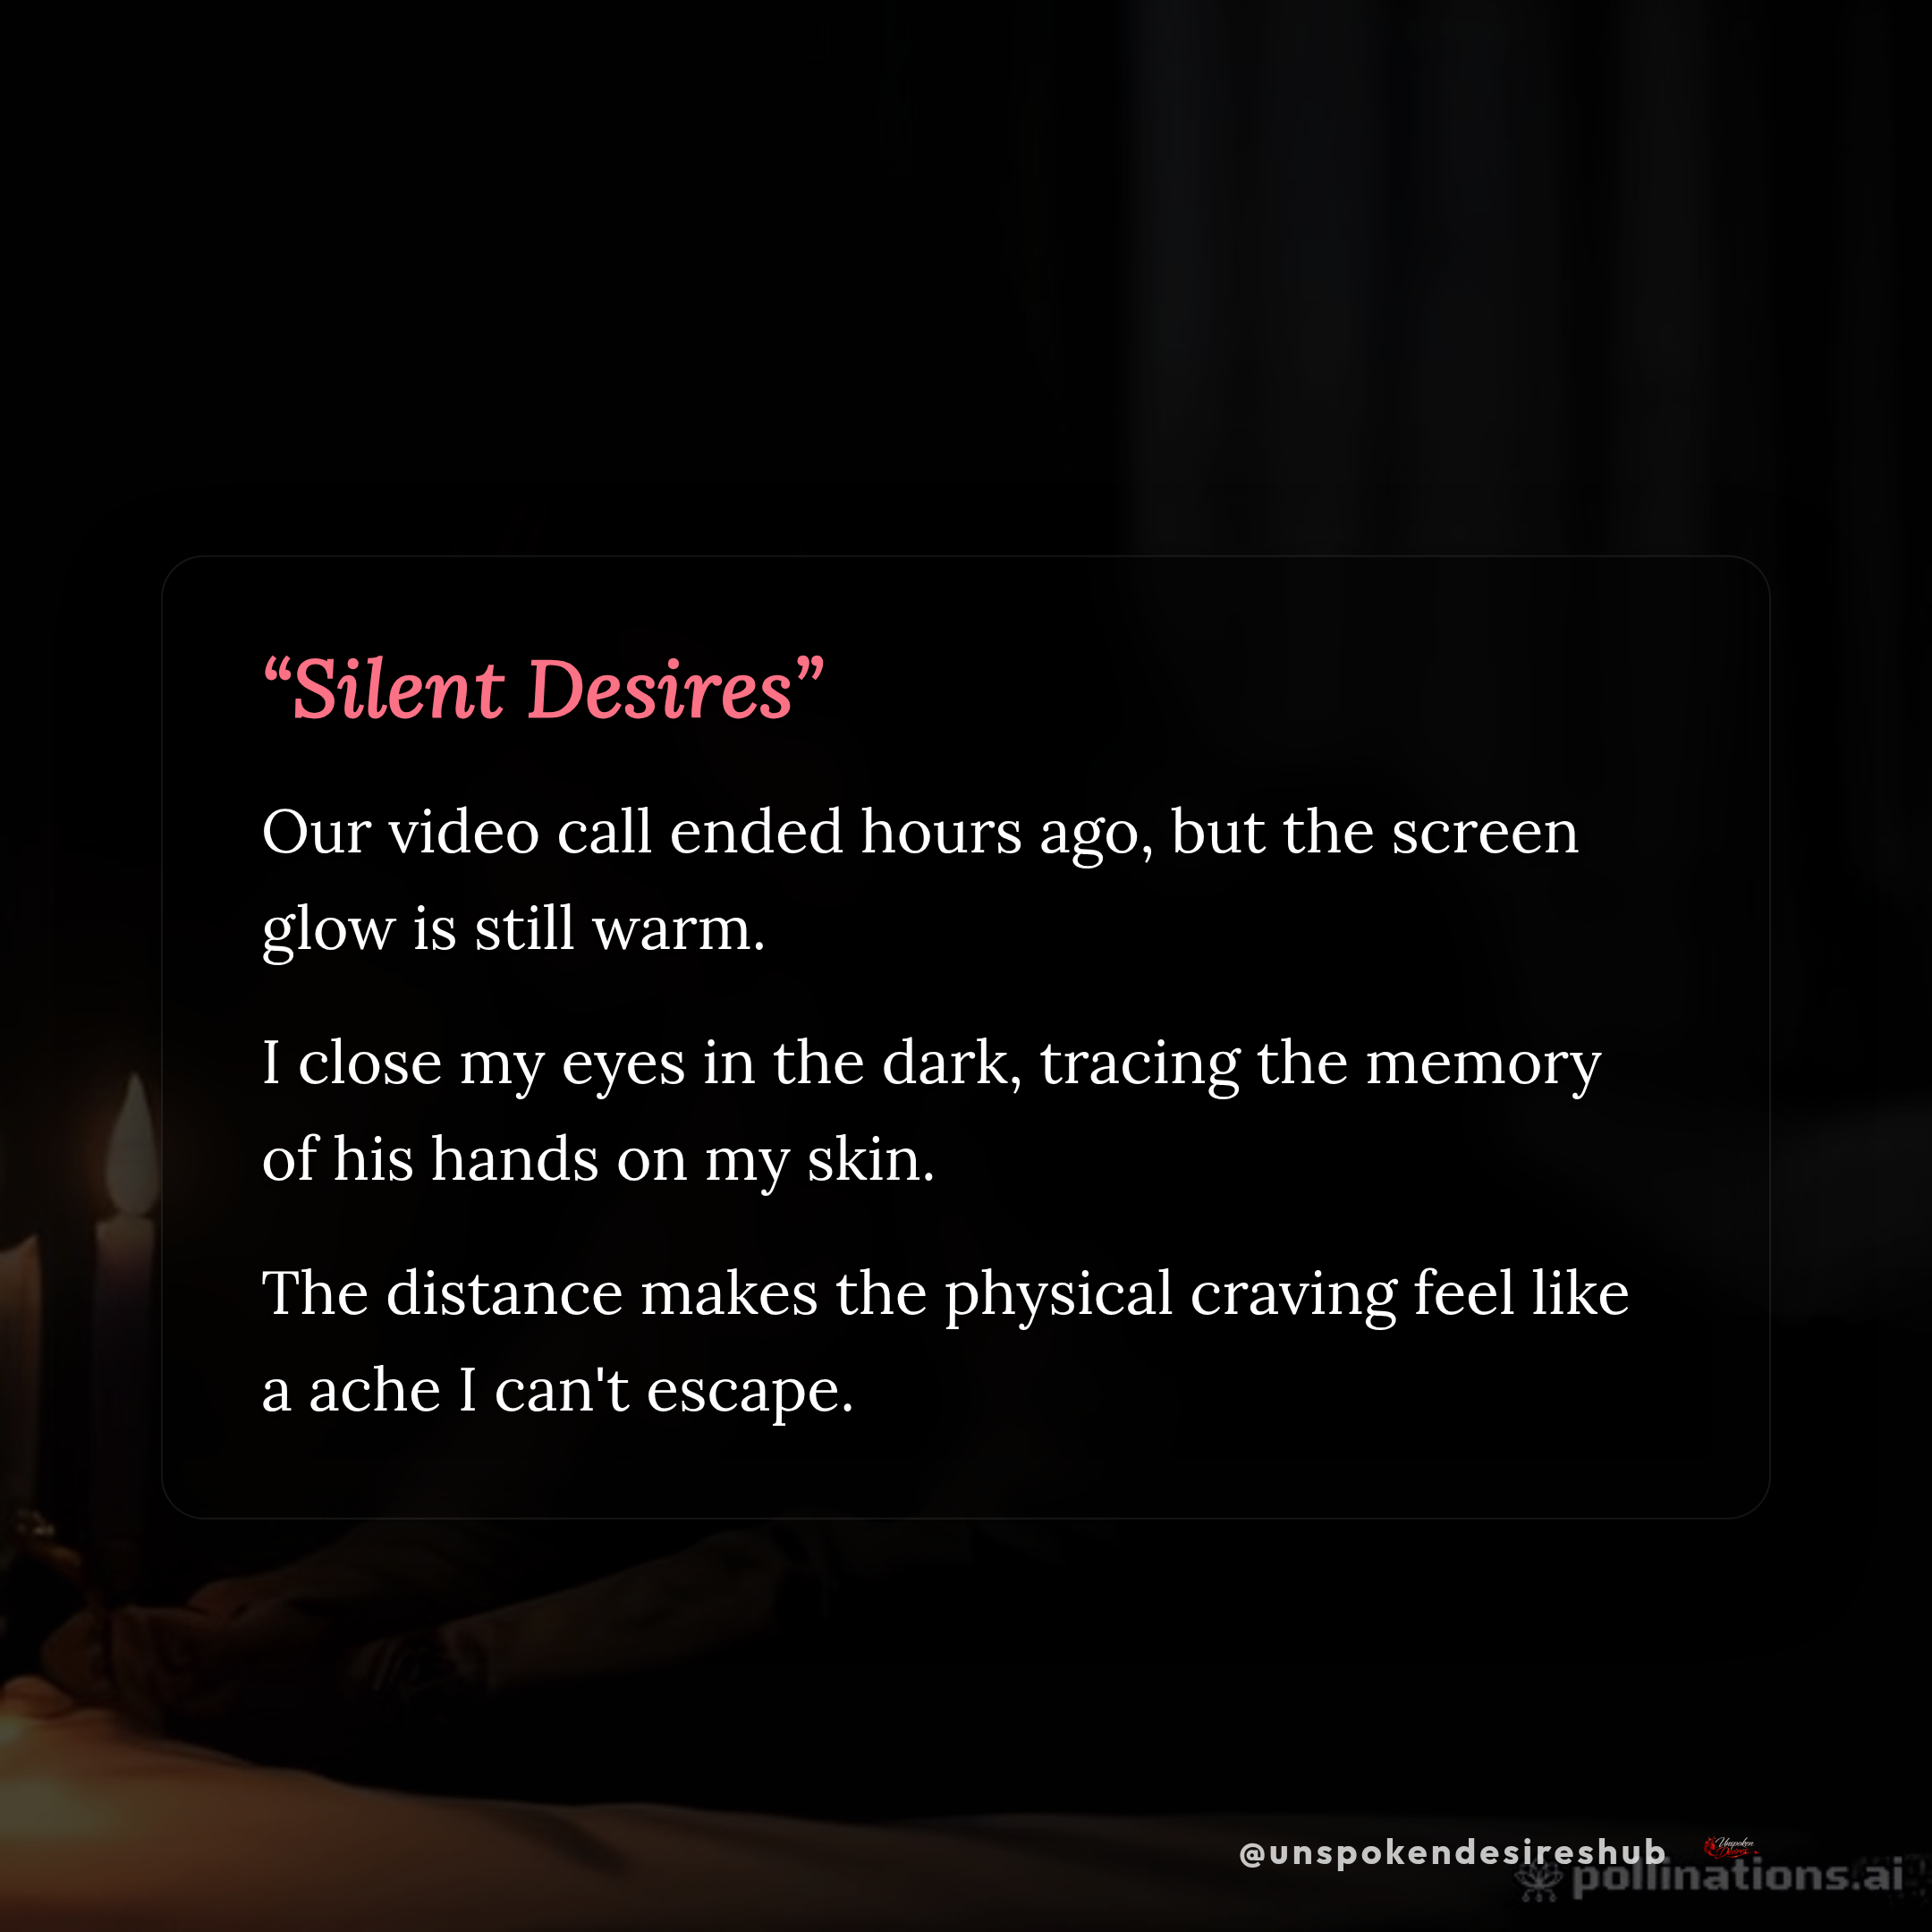 “Silent Desires”
Our video call ended hours ago, but the screen
glow is still warm.
I close my eyes in the dark, tracing the memory
of his hands on my skin.
The distance makes the physical craving feel like
a ache I can't escape.
@unspokendesireshub
Unspoken
Desires
pollinations.ai